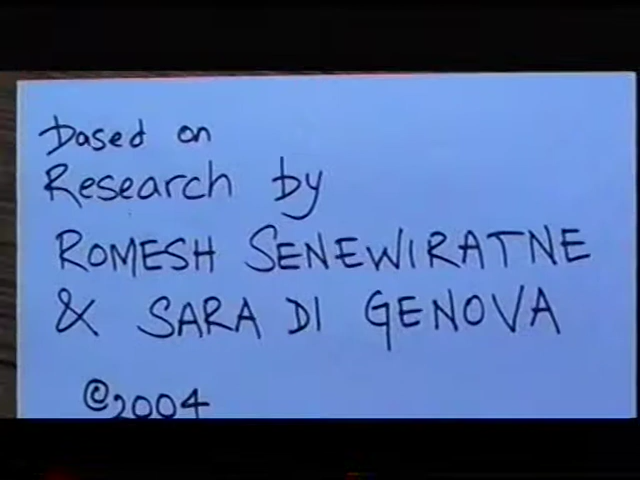 Based on
Research by
ROMESH SENEWIRATNE
& SARA DI GENOVA
©2004